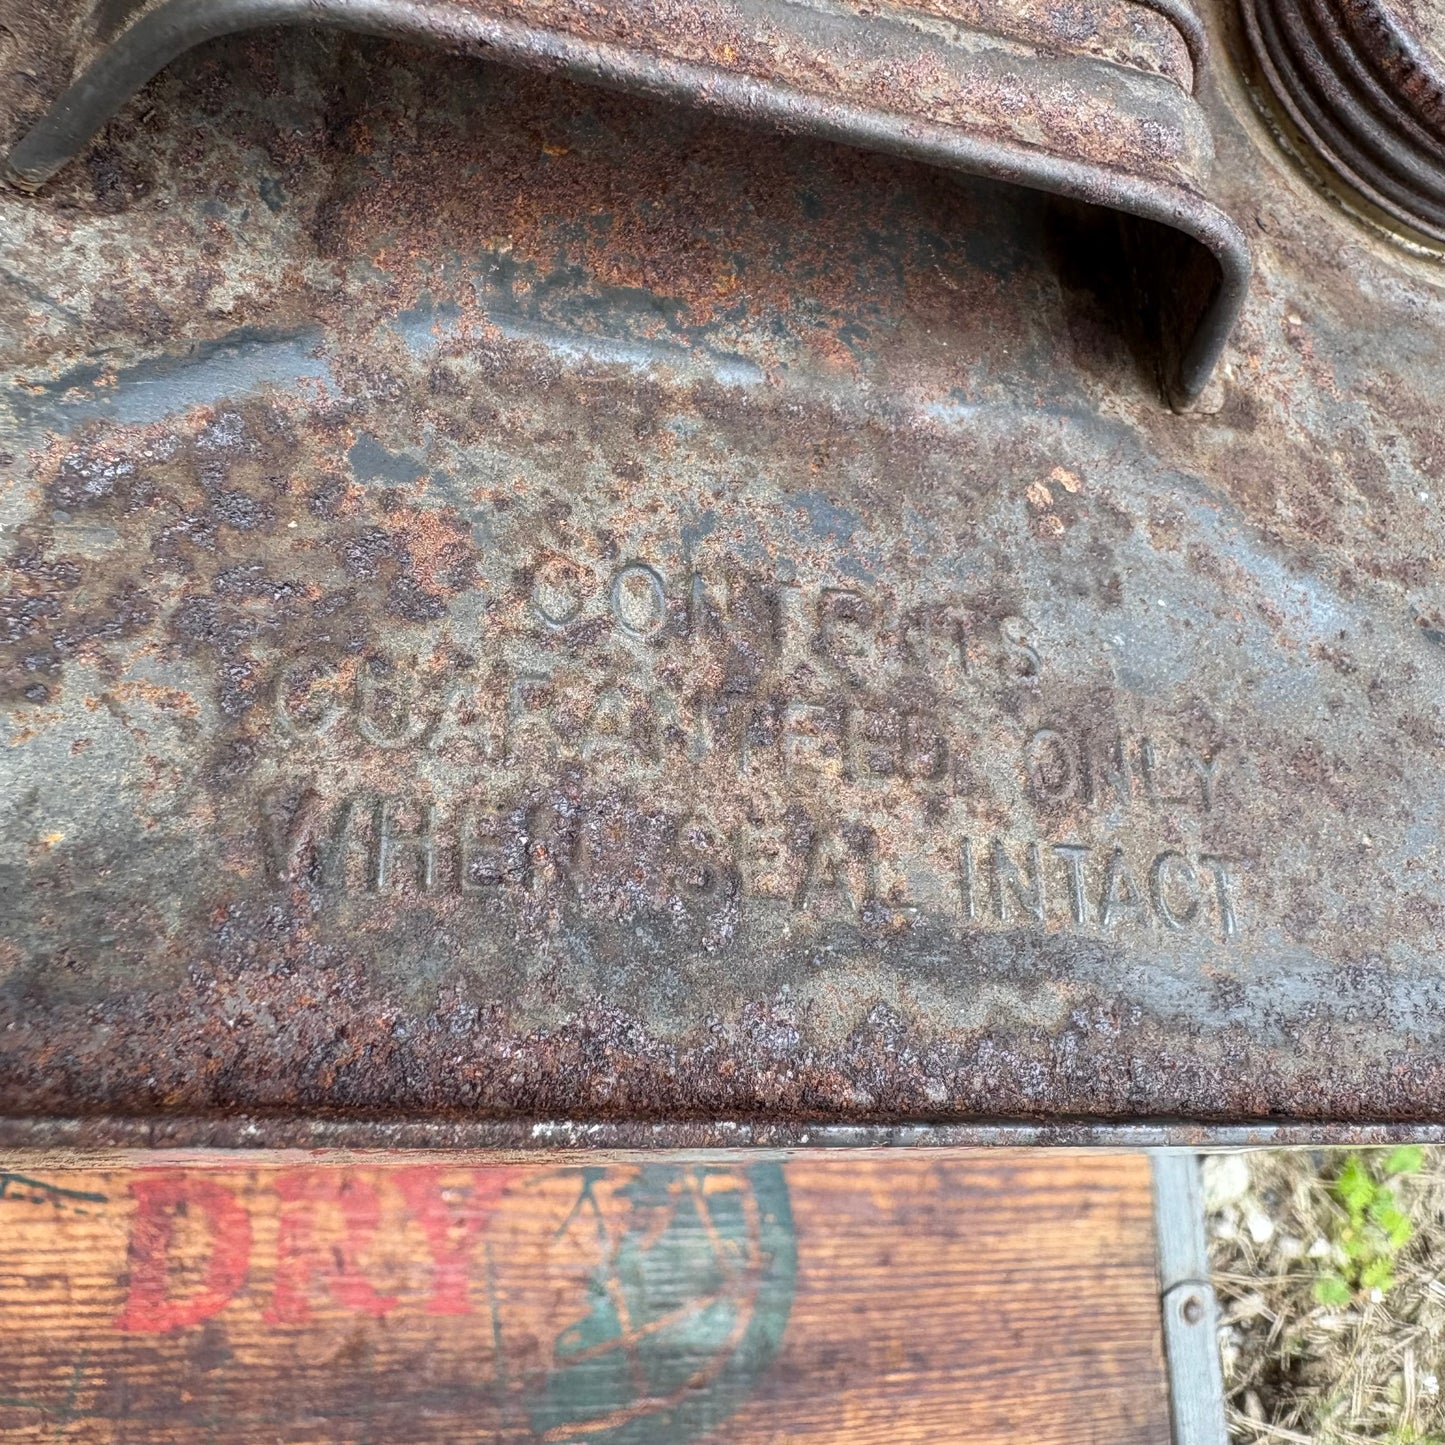 CONTENTS
GUARANTEED ONLY
WHEN SEAL INTACT
DRY